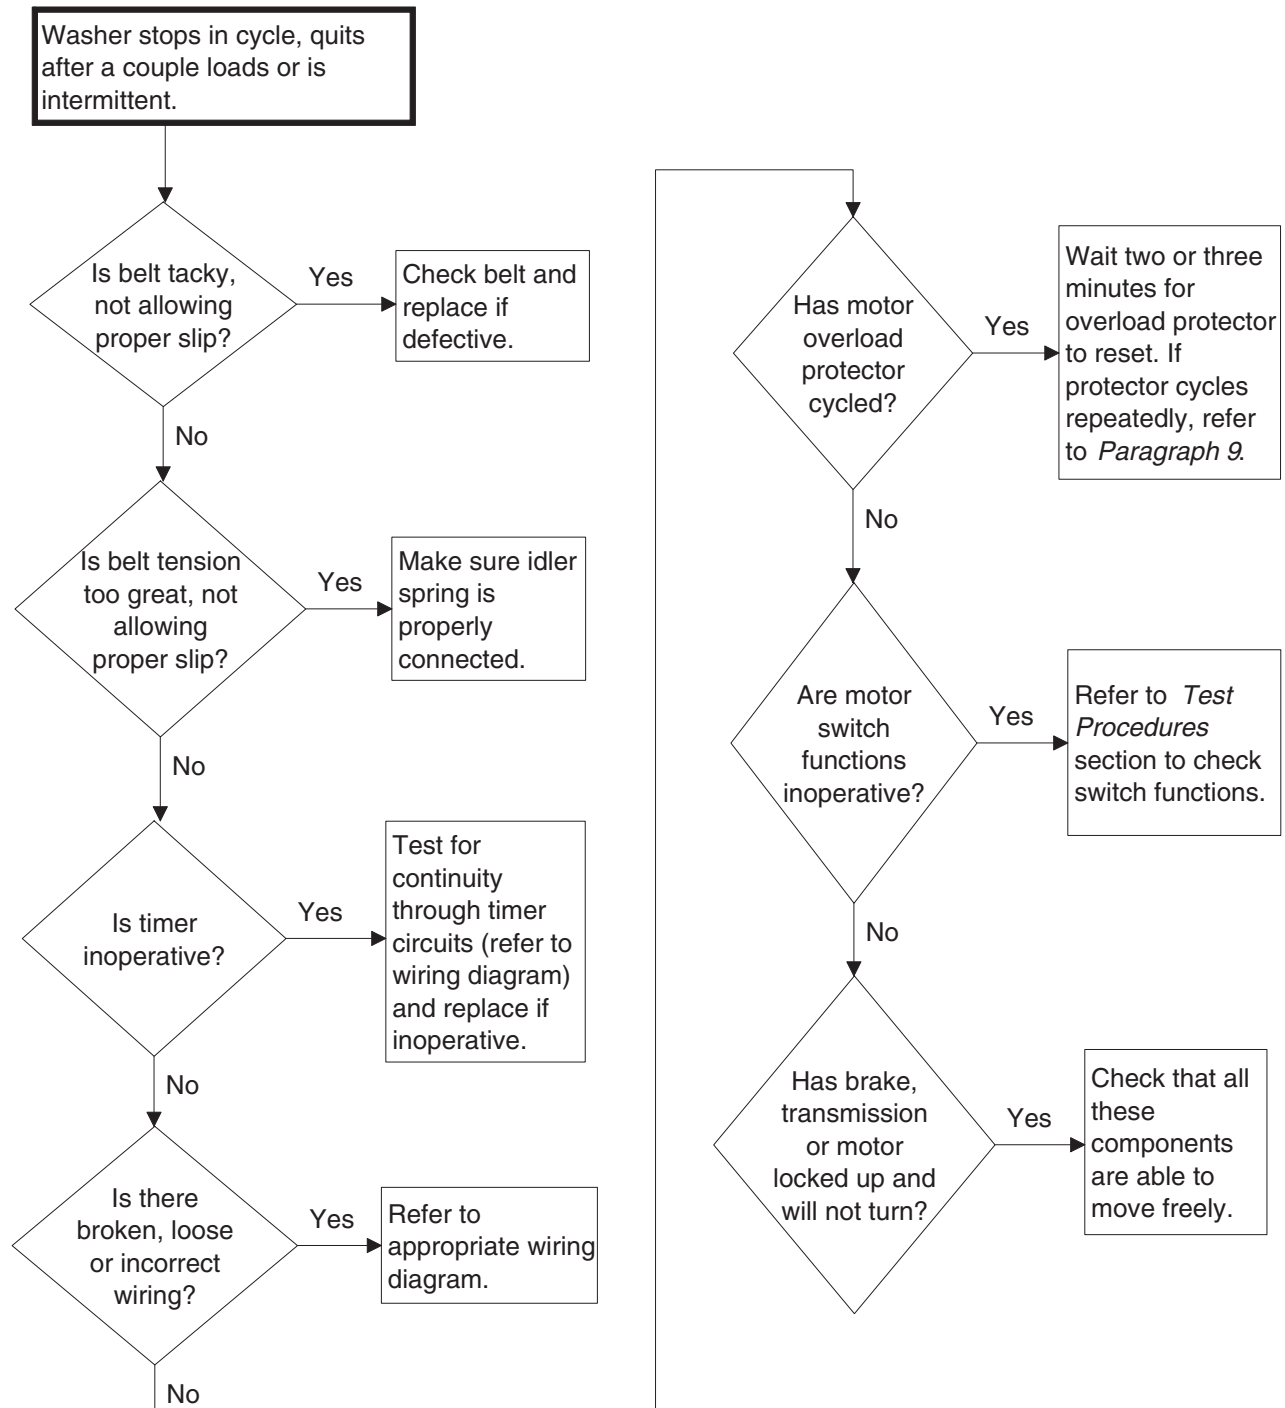 Washer stops in cycle, quits
after a couple loads or is
intermittent.
Is belt tacky,
not allowing
proper slip?
Yes
Check belt and
replace if
defective.
No
Is belt tension
too great, not
allowing
proper slip?
Yes
Make sure idler
spring is
properly
connected.
No
Is timer
inoperative?
Yes
Test for
continuity
through timer
circuits (refer to
wiring diagram)
and replace if
inoperative.
No
Is there
broken, loose
or incorrect
wiring?
Yes
Refer to
appropriate wiring
diagram.
No
Has motor
overload
protector
cycled?
Yes
Wait two or three
minutes for
overload protector
to reset. If
protector cycles
repeatedly, refer
to Paragraph 9.
No
Are motor
switch
functions
inoperative?
Yes
Refer to Test
Procedures
section to check
switch functions.
No
Has brake,
transmission
or motor
locked up and
will not turn?
Yes
Check that all
these
components
are able to
move freely.